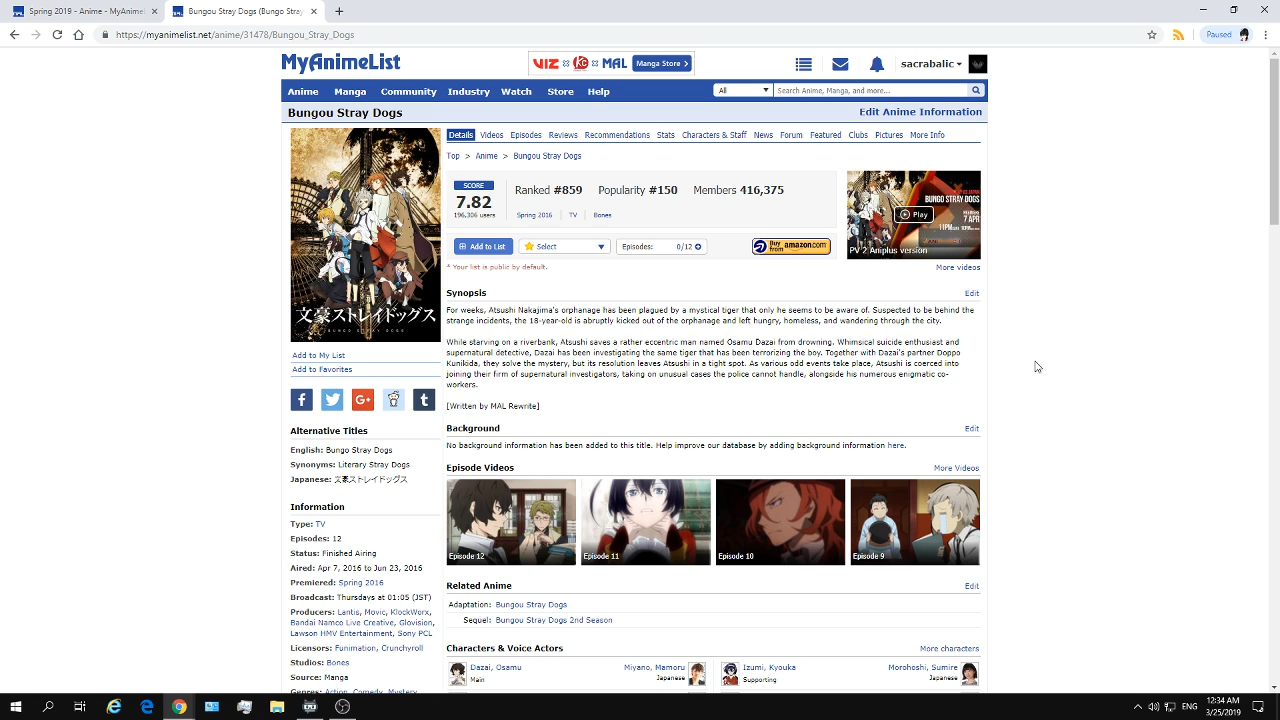 Spring 2019 - Anime - MyAnimeList
Bungou Stray Dogs (Bungo Stray
https://myanimelist.net/anime/31478/Bungou_Stray_Dogs
Paused
MyAnimeList
VIZ MAL Manga Store
sacrabalic
Anime Manga Community Industry Watch Store Help
All Search Anime, Manga, and more...
Bungou Stray Dogs
Edit Anime Information
Details Videos Episodes Reviews Recommendations Stats Characters & Staff News Forum Featured Clubs Pictures More Info
Top > Anime > Bungou Stray Dogs
SCORE
7.82
196,306 users
Ranked #859 Popularity #150 Members 416,375
Spring 2016 TV Bones
Add to List Select Episodes: 0/12
Buy from amazon.com
* Your list is public by default.
BUNGO STRAY DOGS
7 APR
11PM
Play
PV 2 Aniplus version
More videos
Synopsis Edit
For weeks, Atsushi Nakajima's orphanage has been plagued by a mystical tiger that only he seems to be aware of. Suspected to be behind the
strange incidents, the 18-year-old is abruptly kicked out of the orphanage and left hungry, homeless, and wandering through the city.
While starving on a riverbank, Atsushi saves a rather eccentric man named Osamu Dazai from drowning. Whimsical suicide enthusiast and
supernatural detective, Dazai has been investigating the same tiger that has been terrorizing the boy. Together with Dazai's partner Doppo
Kunikida, they solve the mystery, but its resolution leaves Atsushi in a tight spot. As various odd events take place, Atsushi is coerced into
joining their firm of supernatural investigators, taking on unusual cases the police cannot handle, alongside his numerous enigmatic co-
workers.
[Written by MAL Rewrite]
Background Edit
No background information has been added to this title. Help improve our database by adding background information here.
Episode Videos More Videos
Episode 12 Episode 11 Episode 10 Episode 9
Related Anime Edit
Adaptation: Bungou Stray Dogs
Sequel: Bungou Stray Dogs 2nd Season
Characters & Voice Actors More characters
Dazai, Osamu
Main
Miyano, Mamoru
Japanese
Izumi, Kyouka
Supporting
Morohoshi, Sumire
Japanese
文豪ストレイドッグス
BUNGO STRAY DOGS
Add to My List
Add to Favorites
Alternative Titles
English: Bungo Stray Dogs
Synonyms: Literary Stray Dogs
Japanese: 文豪ストレイドッグス
Information
Type: TV
Episodes: 12
Status: Finished Airing
Aired: Apr 7, 2016 to Jun 23, 2016
Premiered: Spring 2016
Broadcast: Thursdays at 01:05 (JST)
Producers: Lantis, Movic, KlockWorx,
Bandai Namco Live Creative, Glovision,
Lawson HMV Entertainment, Sony PCL
Licensors: Funimation, Crunchyroll
Studios: Bones
Source: Manga
Genres: Action, Comedy, Mystery
ENG
12:34 AM
3/25/2019